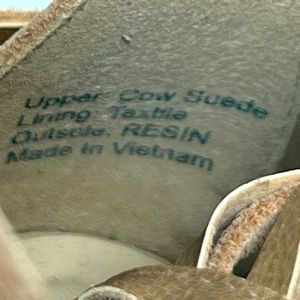 Upper: Cow Suede
Lining: Textile
Outsole: RESIN
Made In Vietnam